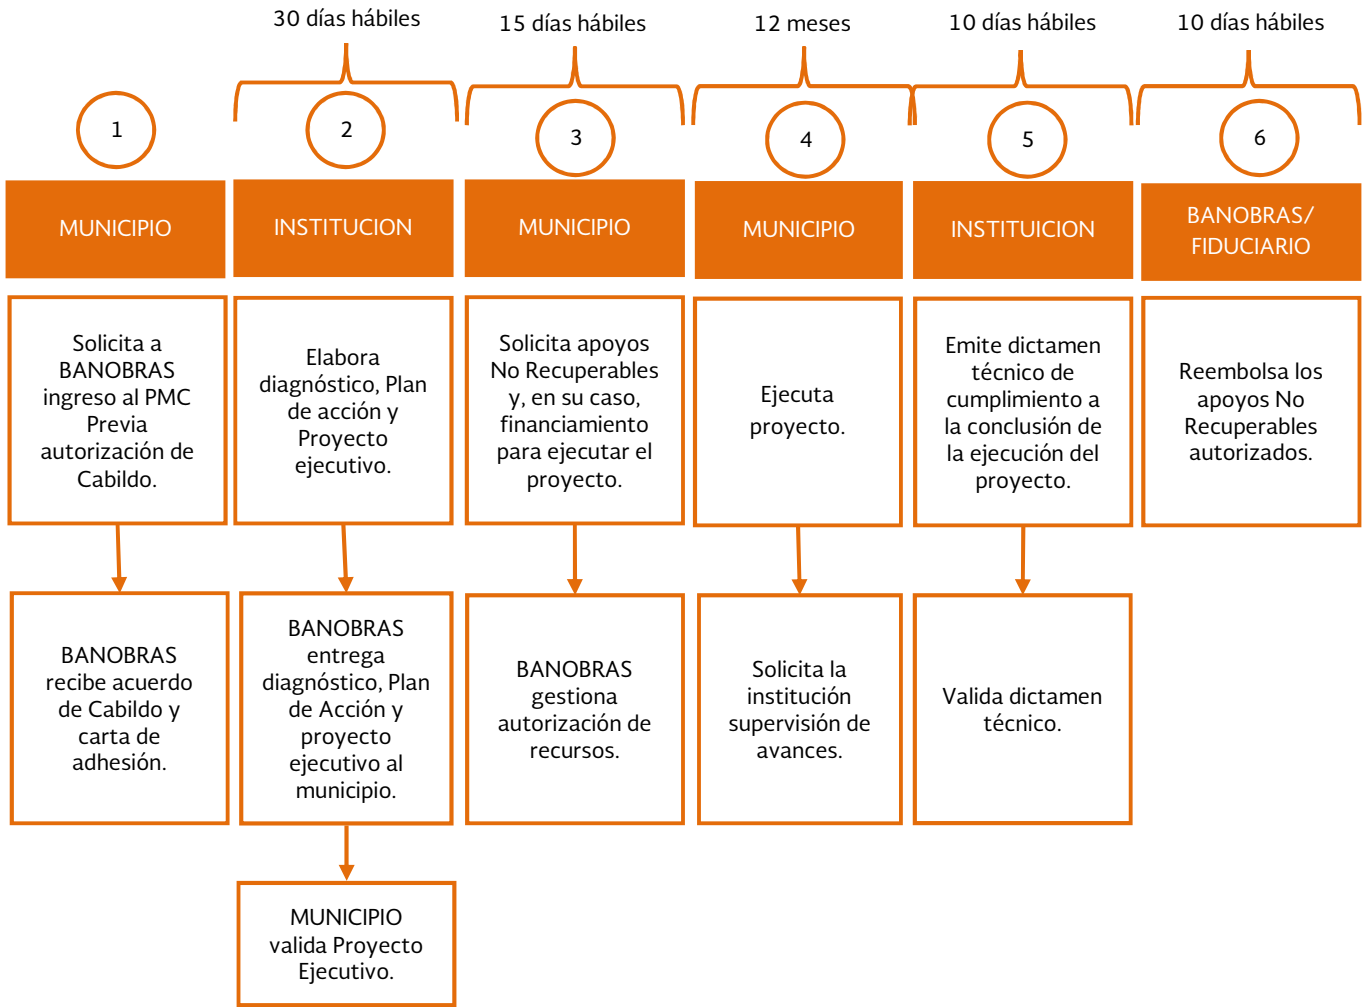 30 días hábiles
15 días hábiles
12 meses
10 días hábiles
10 días hábiles
1
2
3
4
5
6
MUNICIPIO
INSTITUCION
MUNICIPIO
MUNICIPIO
INSTITUICION
BANOBRAS/
FIDUCIARIO
Solicita a
BANOBRAS
ingreso al PMC
Previa
autorización de
Cabildo.
Elabora
diagnóstico, Plan
de acción y
Proyecto
ejecutivo.
Solicita apoyos
No Recuperables
y, en su caso,
financiamiento
para ejecutar el
proyecto.
Ejecuta
proyecto.
Emite dictamen
técnico de
cumplimiento a
la conclusión de
la ejecución del
proyecto.
Reembolsa los
apoyos No
Recuperables
autorizados.
BANOBRAS
recibe acuerdo
de Cabildo y
carta de
adhesión.
BANOBRAS
entrega
diagnóstico, Plan
de Acción y
proyecto
ejecutivo al
municipio.
BANOBRAS
gestiona
autorización de
recursos.
Solicita la
institución
supervisión de
avances.
Valida dictamen
técnico.
MUNICIPIO
valida Proyecto
Ejecutivo.